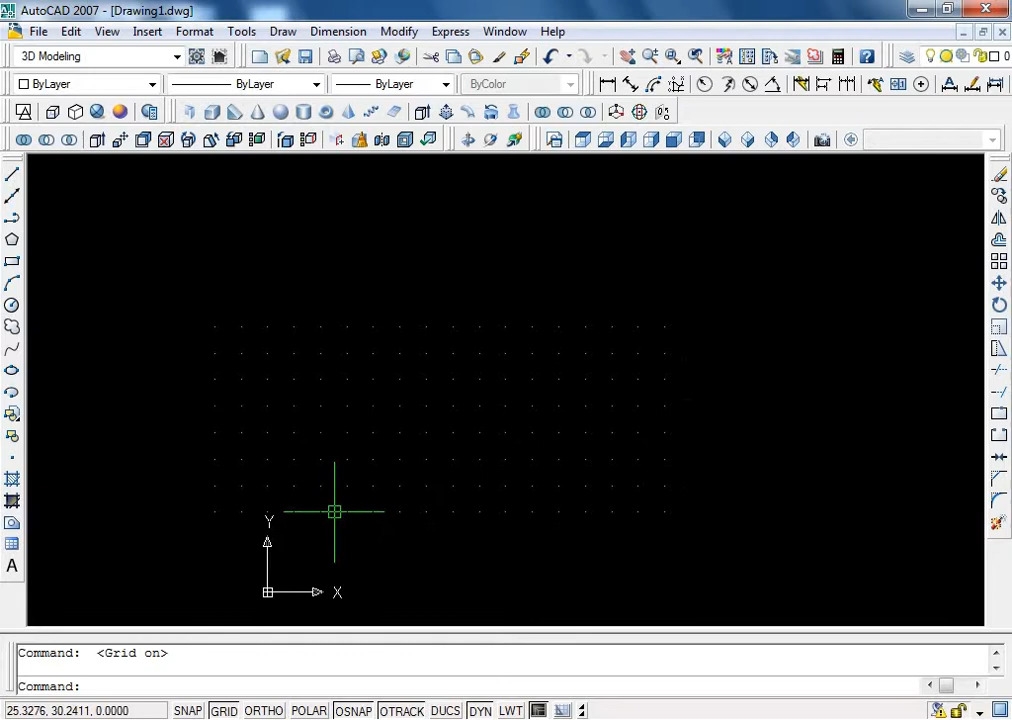 AutoCAD 2007 - [Drawing1.dwg]
File Edit View Insert Format Tools Draw Dimension Modify Express Window Help
3D Modeling
ByLayer ByLayer ByLayer ByColor
A
Y
X
Command: <Grid on>
Command:
25.3276, 30.2411, 0.0000 SNAP GRID ORTHO POLAR OSNAP OTRACK DUCS DYN LWT